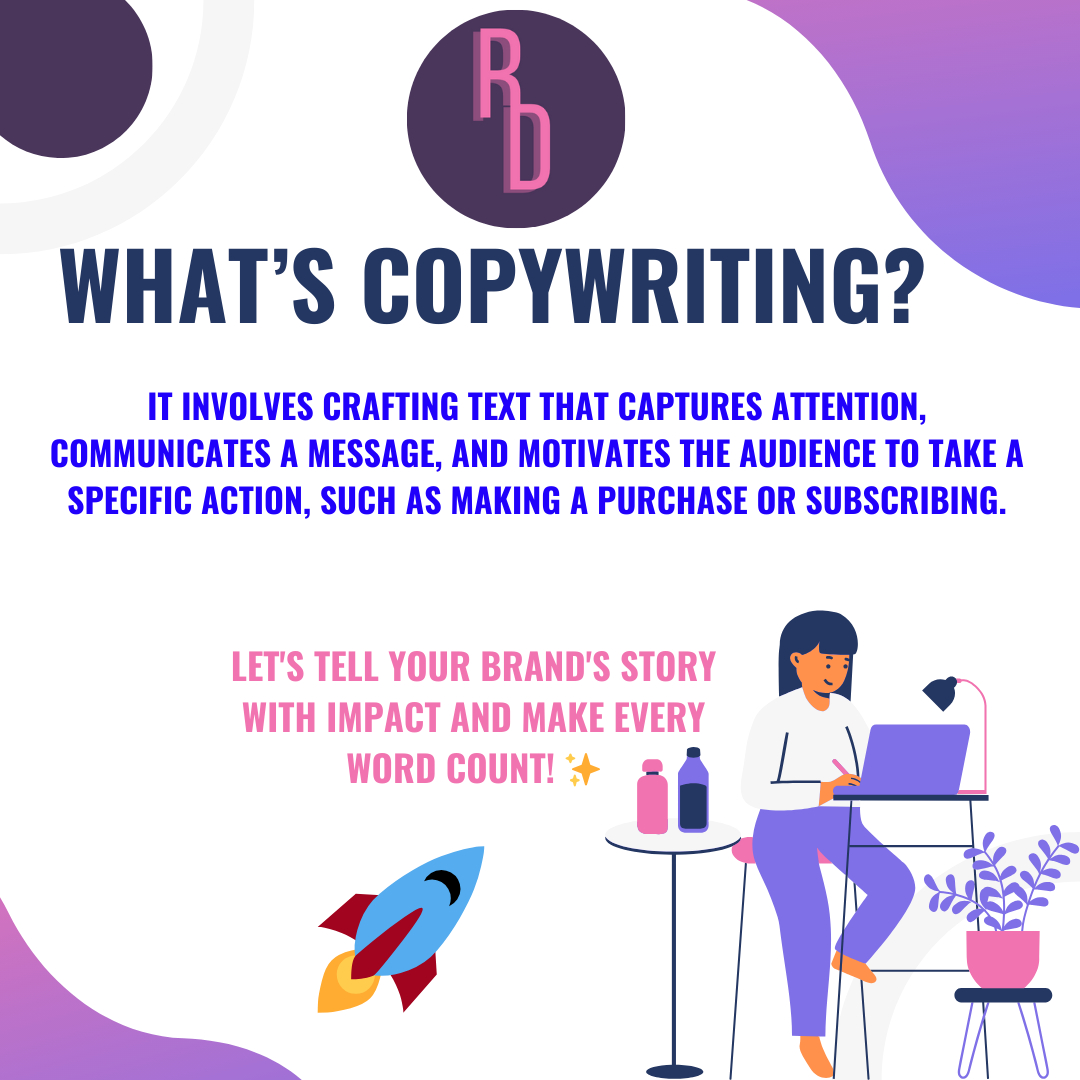 R
D
WHAT’S COPYWRITING?
IT INVOLVES CRAFTING TEXT THAT CAPTURES ATTENTION,
COMMUNICATES A MESSAGE, AND MOTIVATES THE AUDIENCE TO TAKE A
SPECIFIC ACTION, SUCH AS MAKING A PURCHASE OR SUBSCRIBING.
LET'S TELL YOUR BRAND'S STORY
WITH IMPACT AND MAKE EVERY
WORD COUNT! ✨